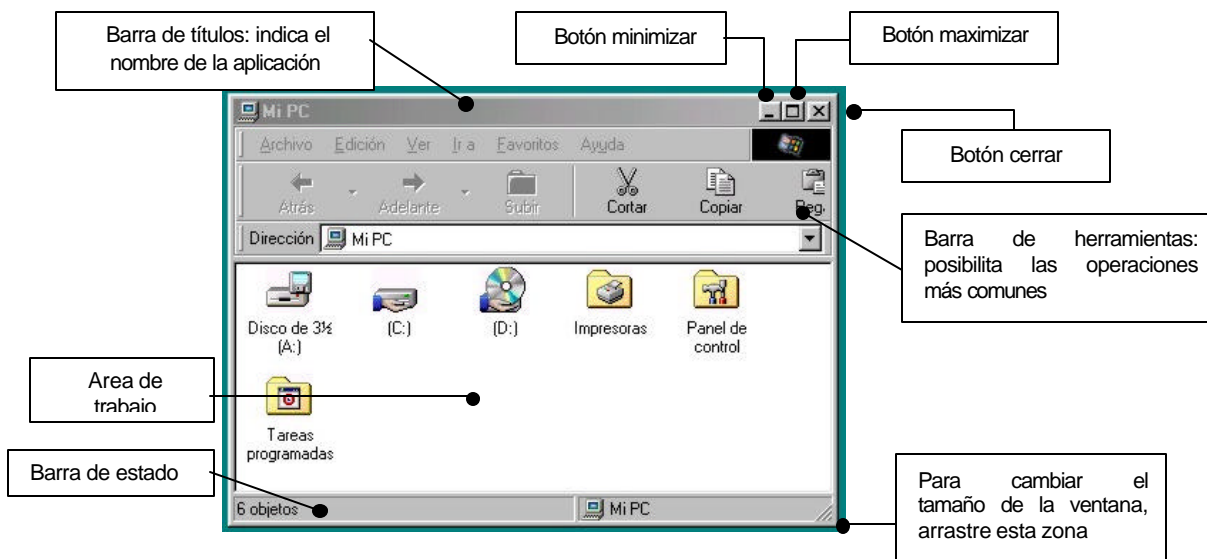 Barra de títulos: indica el
nombre de la aplicación
Botón minimizar
Botón maximizar
Mi PC
Archivo Edición Ver Ir a Favoritos Ayuda
Botón cerrar
Atrás Adelante Subir Cortar Copiar Peg.
Dirección Mi PC
Barra de herramientas:
posibilita las operaciones
más comunes
Disco de 3½
(A:)
(C:)
(D:)
Impresoras
Panel de
control
Area de
trabajo
Tareas
programadas
Barra de estado
6 objetos
Mi PC
Para cambiar el
tamaño de la ventana,
arrastre esta zona